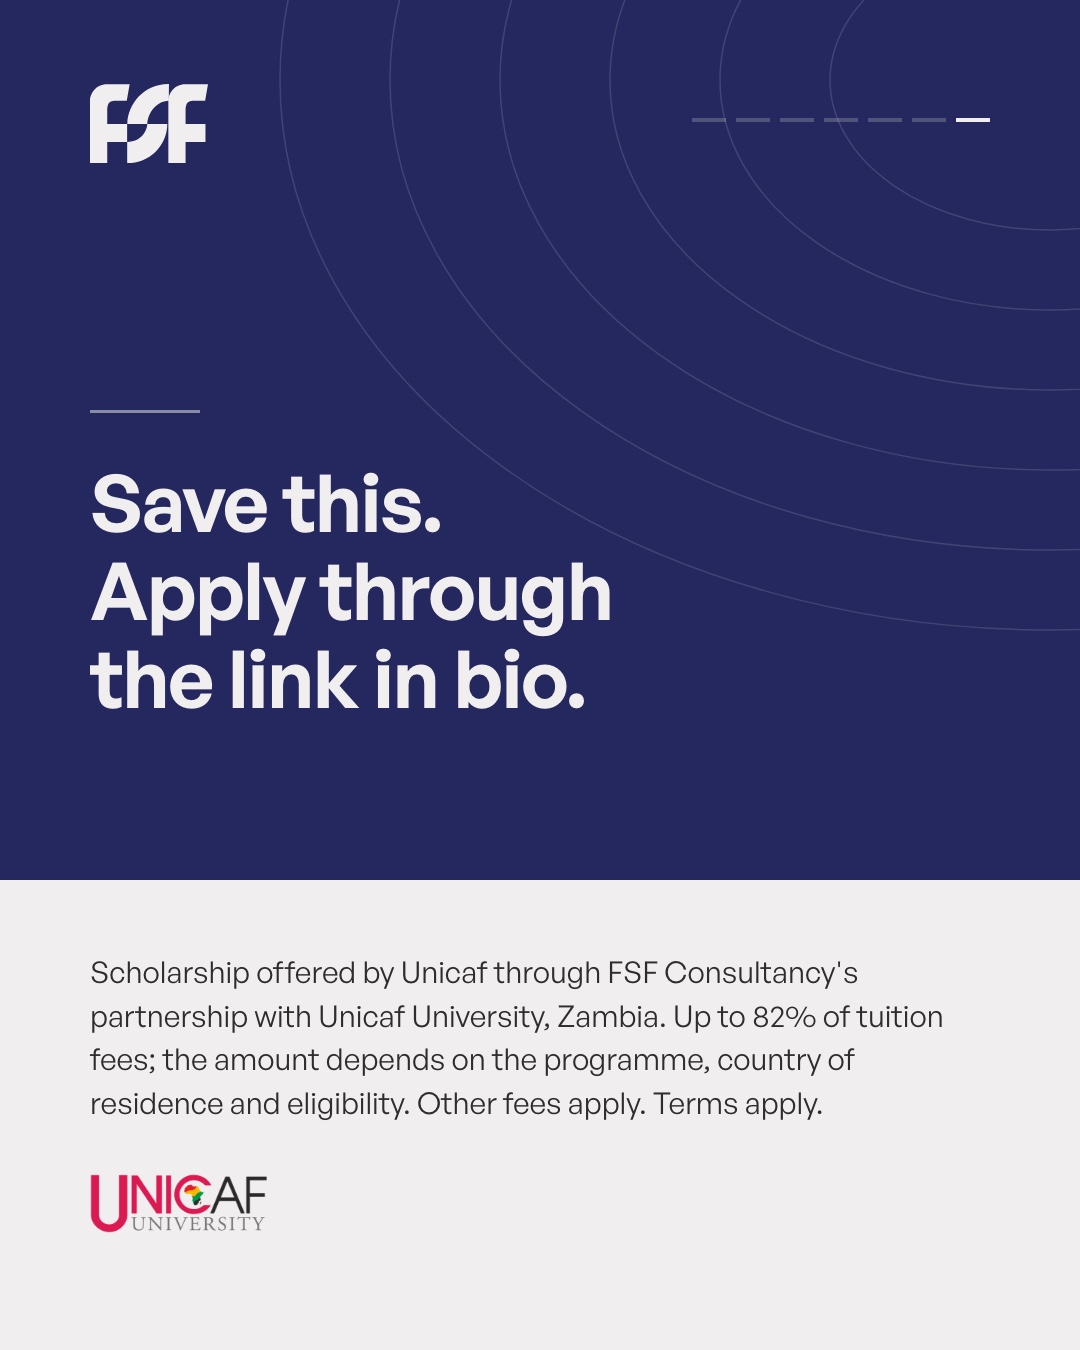 FSF
Save this.
Apply through
the link in bio.
Scholarship offered by Unicaf through FSF Consultancy's
partnership with Unicaf University, Zambia. Up to 82% of tuition
fees; the amount depends on the programme, country of
residence and eligibility. Other fees apply. Terms apply.
UNICAF
UNIVERSITY